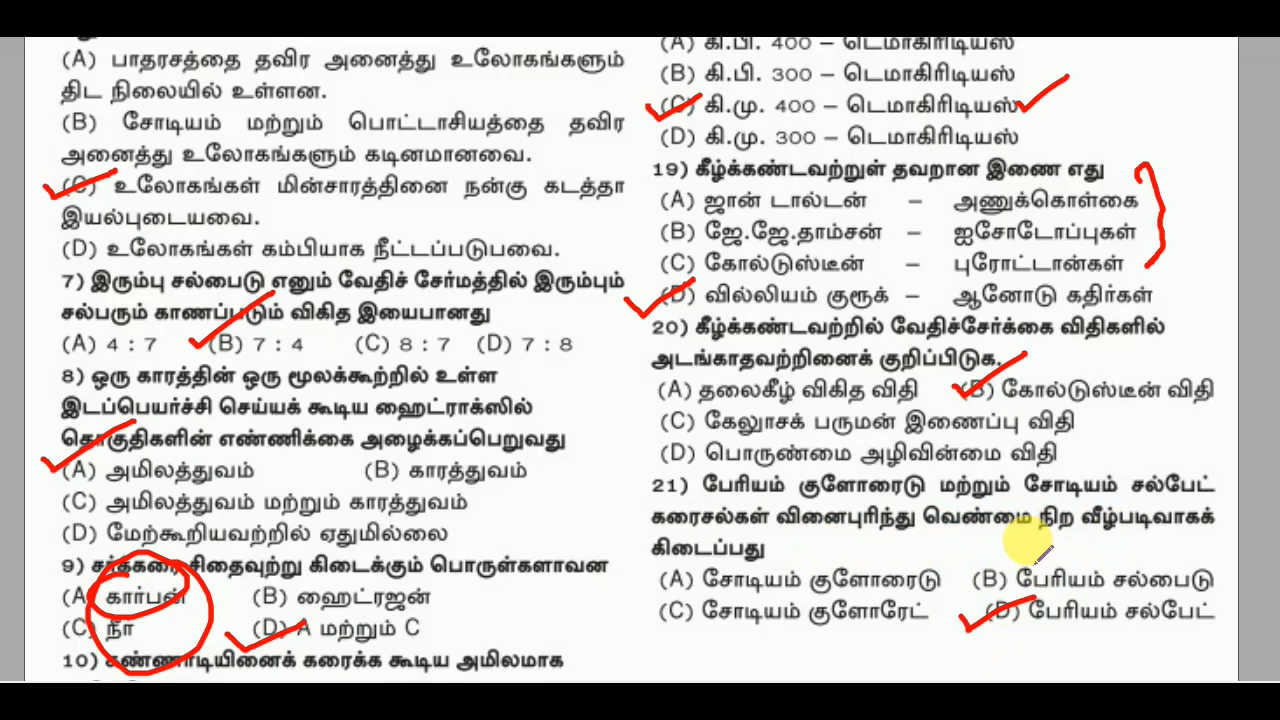 (A) பாதரசத்தை தவிர அனைத்து உலோகங்களும்
திட நிலையில் உள்ளன.
(B) சோடியம் மற்றும் பொட்டாசியத்தை தவிர
அனைத்து உலோகங்களும் கடினமானவை.
(C) உலோகங்கள் மின்சாரத்தினை நன்கு கடத்தா
இயல்புடையவை.
(D) உலோகங்கள் கம்பியாக நீட்டப்படுபவை.
7) இரும்பு சல்பைடு எனும் வேதிச் சேர்மத்தில் இரும்பும்
சல்பரும் காணப்படும் விகித இயைபானது
(A) 4 : 7 (B) 7 : 4 (C) 8 : 7 (D) 7 : 8
8) ஒரு காரத்தின் ஒரு மூலக்கூற்றில் உள்ள
இடப்பெயர்ச்சி செய்யக் கூடிய ஹைட்ராக்ஸில்
தொகுதிகளின் எண்ணிக்கை அழைக்கப்பெறுவது
(A) அமிலத்துவம் (B) காரத்துவம்
(C) அமிலத்துவம் மற்றும் காரத்துவம்
(D) மேற்கூறியவற்றில் ஏதுமில்லை
9) சர்க்கரை சிதைவுற்று கிடைக்கும் பொருள்களாவன
(A) கார்பன் (B) ஹைட்ரஜன்
(C) நீர் (D) A மற்றும் C
10) கண்ணாடியினைக் கரைக்க கூடிய அமிலமாக
(A) கி.பி. 400 – டெமாகிரிடியஸ்
(B) கி.பி. 300 – டெமாகிரிடியஸ்
(C) கி.மு. 400 – டெமாகிரிடியஸ்
(D) கி.மு. 300 – டெமாகிரிடியஸ்
19) கீழ்க்கண்டவற்றுள் தவறான இணை எது
(A) ஜான் டால்டன் – அணுக்கொள்கை
(B) ஜே.ஜே.தாம்சன் – ஐசோடோப்புகள்
(C) கோல்டுஸ்டீன் – புரோட்டான்கள்
(D) வில்லியம் குரூக் – ஆனோடு கதிர்கள்
20) கீழ்க்கண்டவற்றில் வேதிச்சேர்க்கை விதிகளில்
அடங்காதவற்றினைக் குறிப்பிடுக.
(A) தலைகீழ் விகித விதி (B) கோல்டுஸ்டீன் விதி
(C) கேலூசக் பருமன் இணைப்பு விதி
(D) பொருண்மை அழிவின்மை விதி
21) பேரியம் குளோரைடு மற்றும் சோடியம் சல்பேட்
கரைசல்கள் வினைபுரிந்து வெண்மை நிற வீழ்படிவாகக்
கிடைப்பது
(A) சோடியம் குளோரைடு (B) பேரியம் சல்பைடு
(C) சோடியம் குளோரேட் (D) பேரியம் சல்பேட்